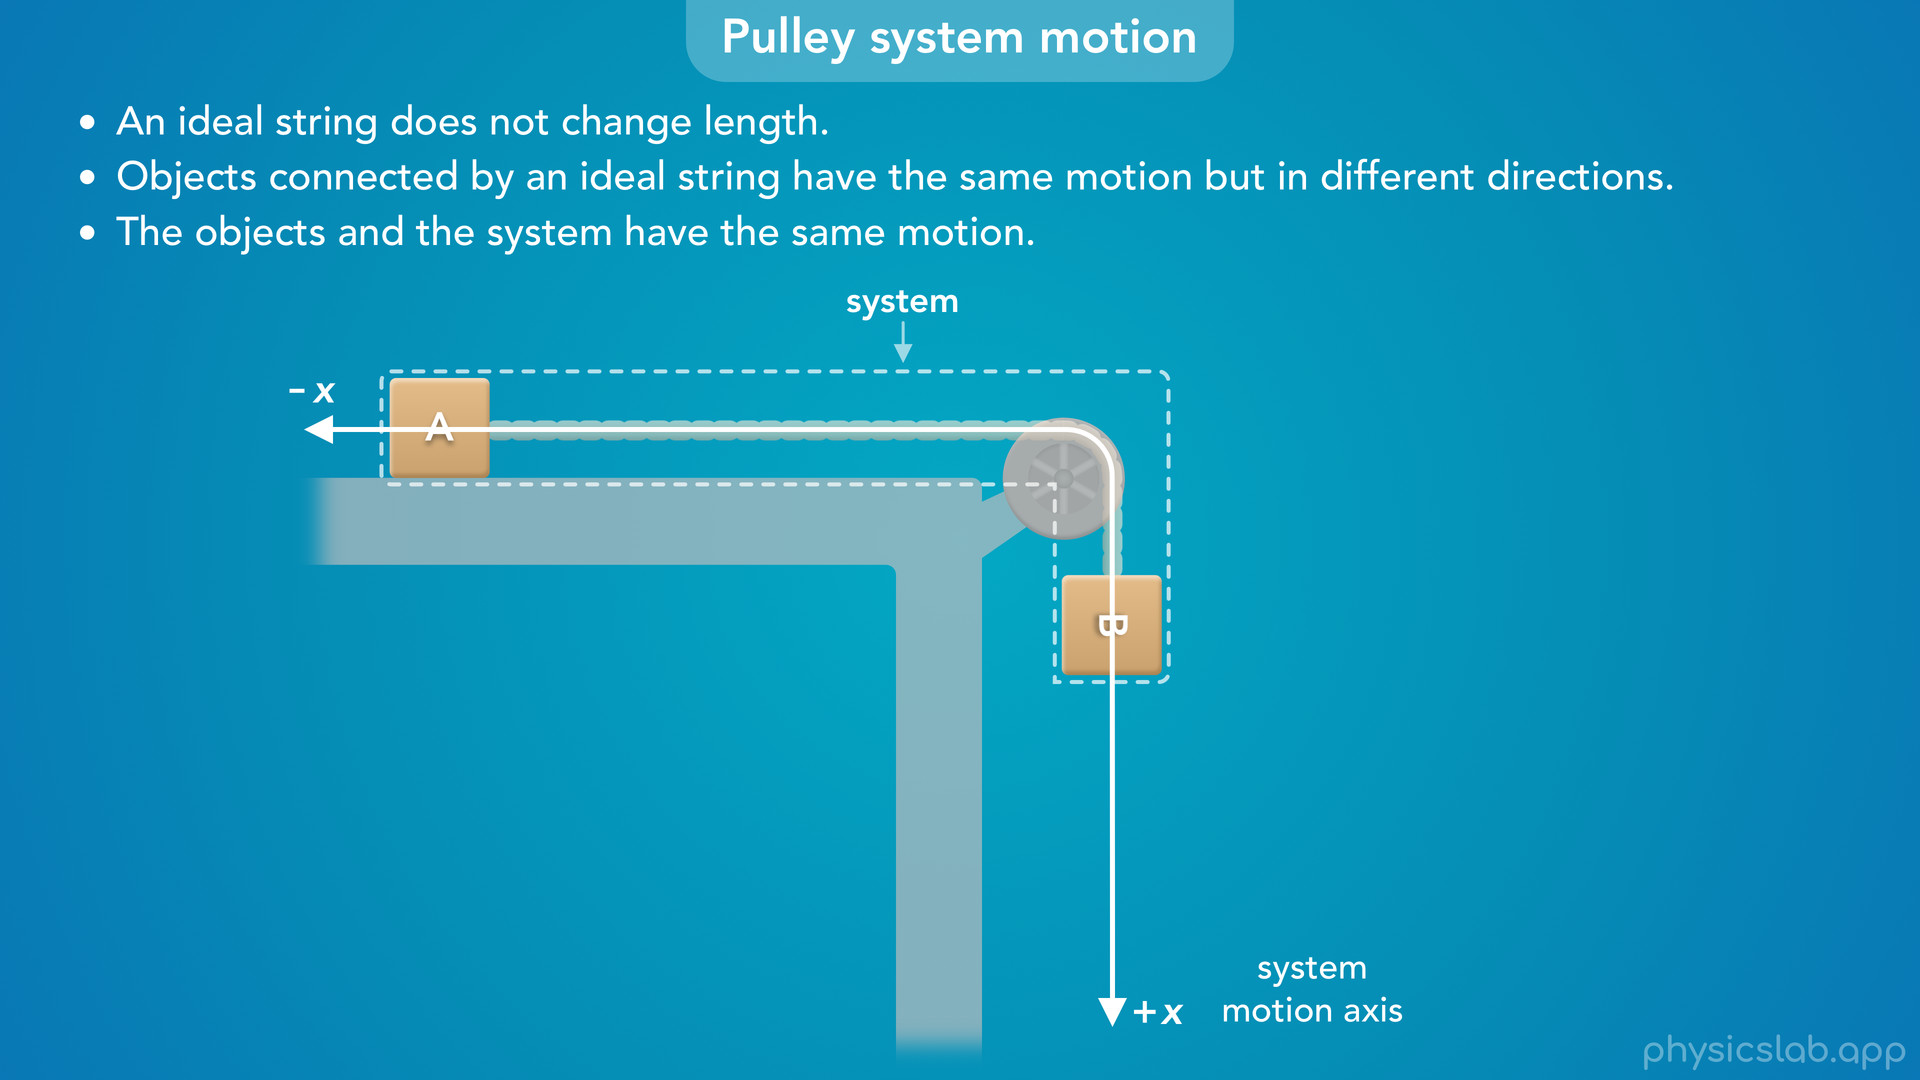 Pulley system motion
• An ideal string does not change length.
• Objects connected by an ideal string have the same motion but in different directions.
• The objects and the system have the same motion.
system
– x
A
B
+x
system
motion axis
physicslab.app